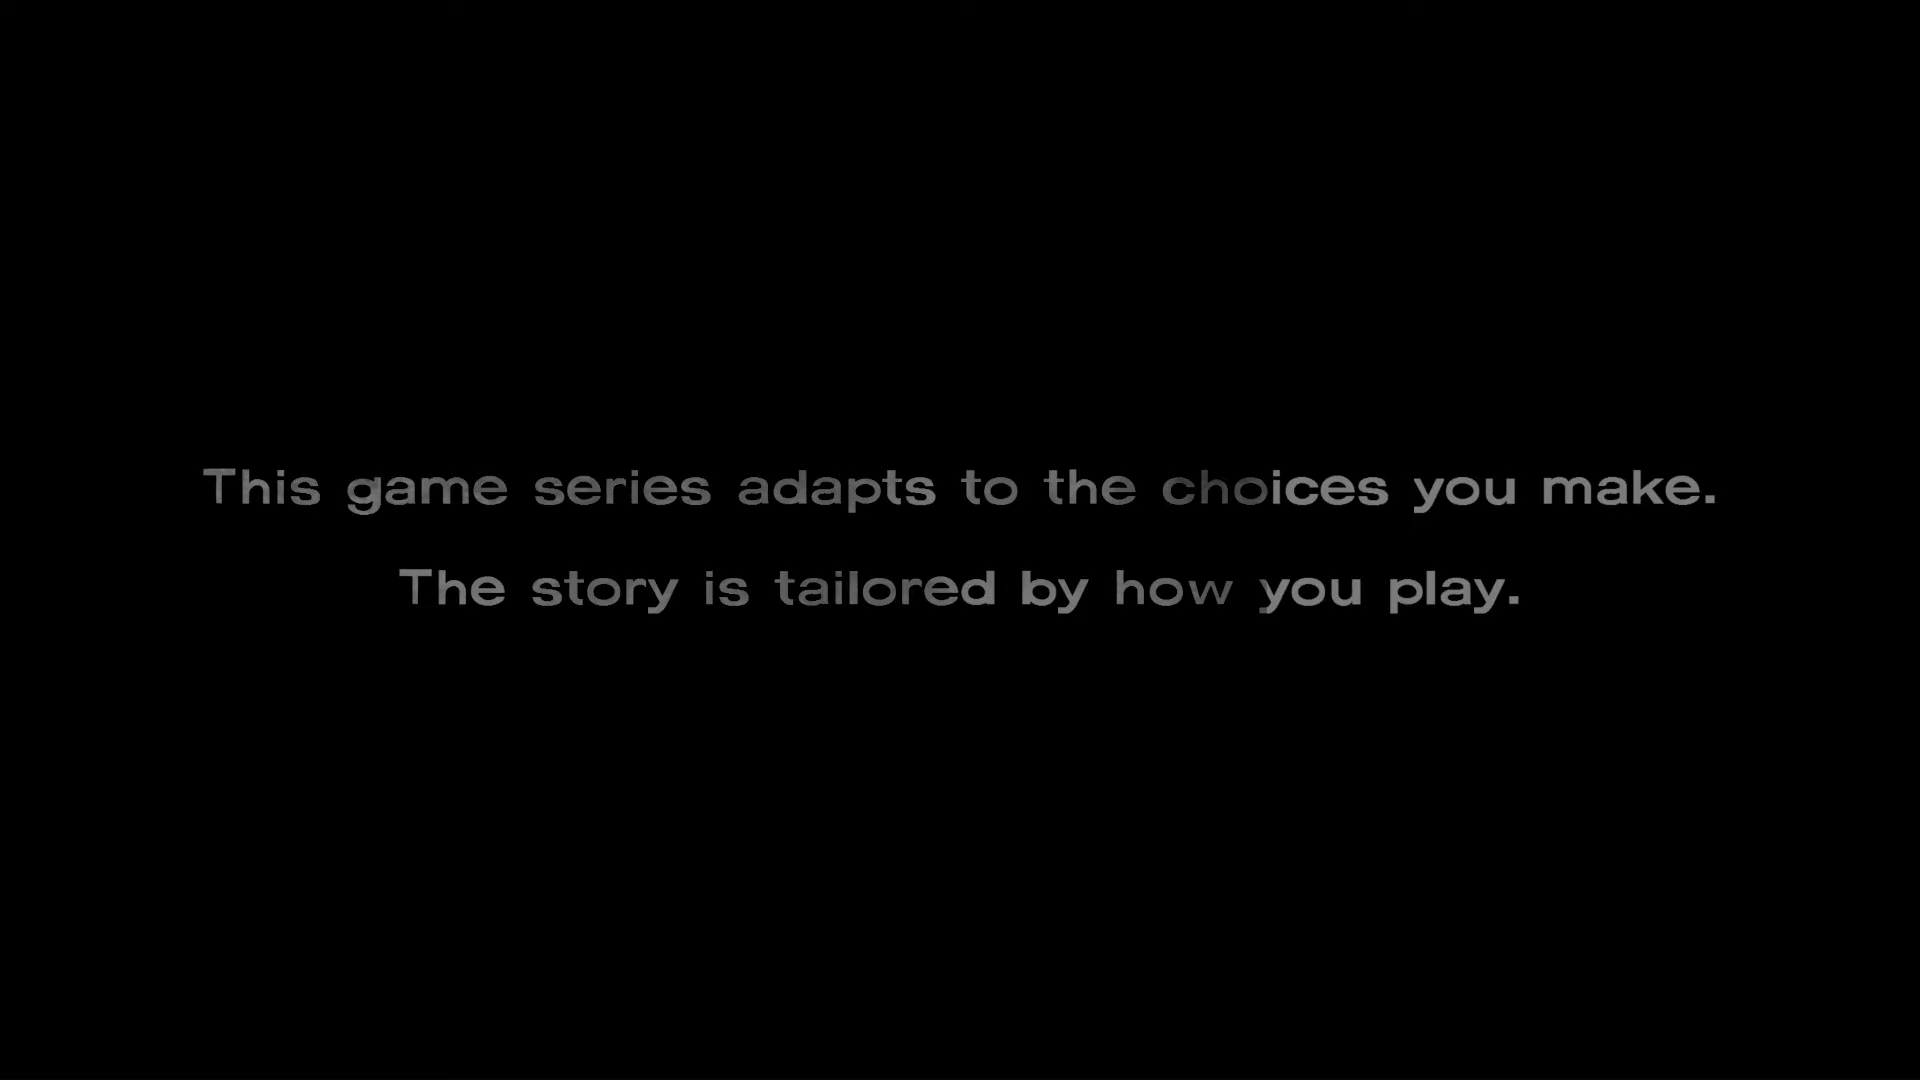 This game series adapts to the choices you make.
The story is tailored by how you play.